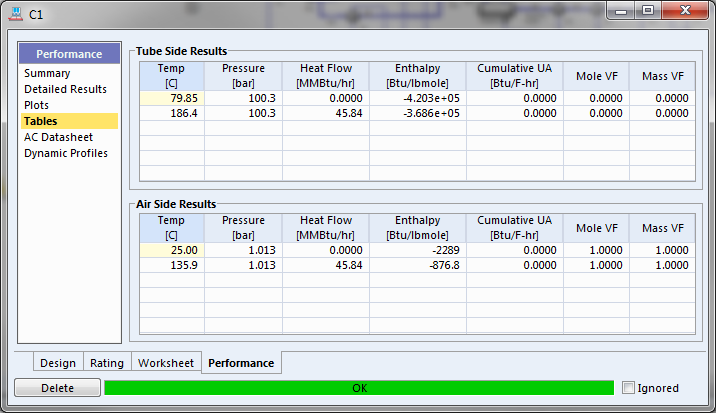 C1
Performance
Summary
Detailed Results
Plots
Tables
AC Datasheet
Dynamic Profiles
Tube Side Results
Temp Pressure Heat Flow Enthalpy Cumulative UA Mole VF Mass VF
[C] [bar] [MMBtu/hr] [Btu/lbmole] [Btu/F-hr]
79.85 100.3 0.0000 -4.203e+05 0.0000 0.0000 0.0000
186.4 100.3 45.84 -3.686e+05 0.0000 0.0000 0.0000
Air Side Results
Temp Pressure Heat Flow Enthalpy Cumulative UA Mole VF Mass VF
[C] [bar] [MMBtu/hr] [Btu/lbmole] [Btu/F-hr]
25.00 1.013 0.0000 -2289 0.0000 1.0000 1.0000
135.9 1.013 45.84 -876.8 0.0000 1.0000 1.0000
Design Rating Worksheet Performance
Delete OK Ignored